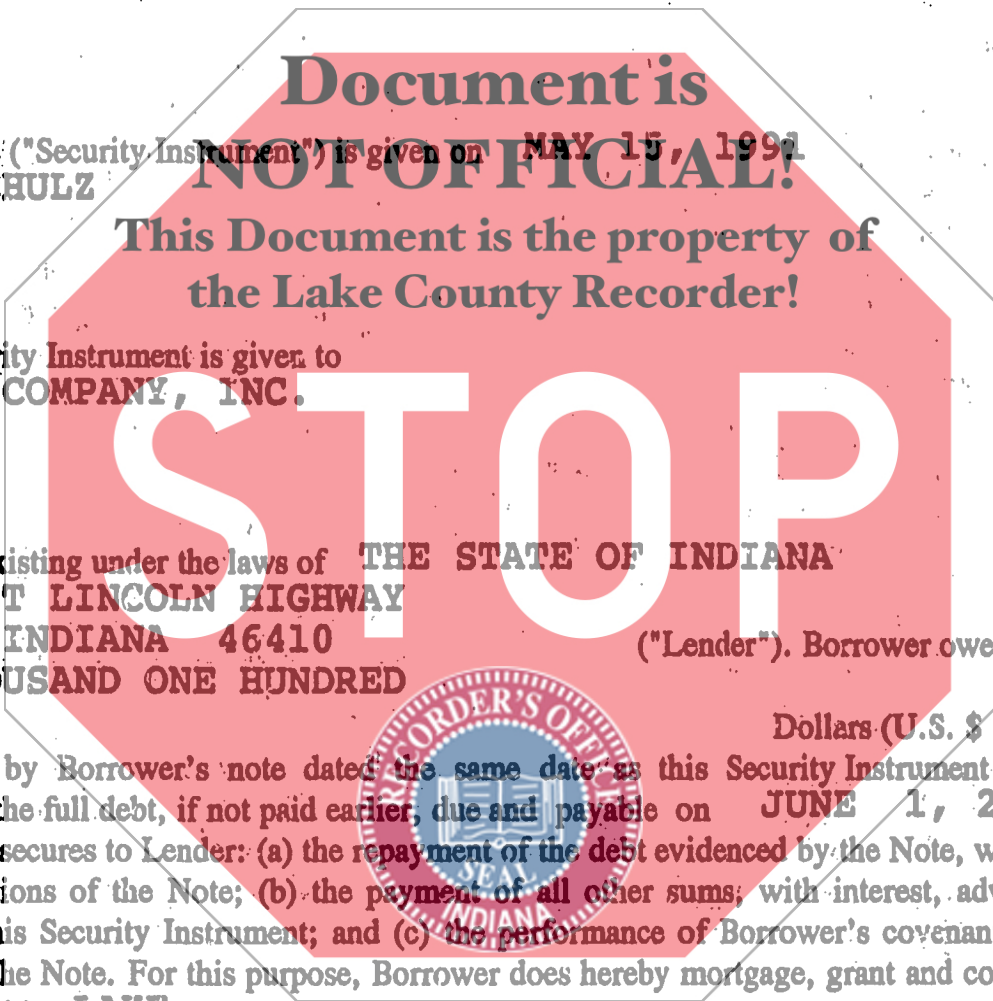 Document is
("Security Instrument") is given on MAY 15, 1991
NOT OFFICIAL!
HULZ
This Document is the property of
the Lake County Recorder!
ity Instrument is given to
COMPANY, INC.
STOP
isting under the laws of THE STATE OF INDIANA
T LINCOLN HIGHWAY
INDIANA 46410 ("Lender"). Borrower owe
USAND ONE HUNDRED
RECORDER'S OFFICE
Dollars (U.S. $
by Borrower's note dated the same date as this Security Instrument
he full debt, if not paid earlier, due and payable on JUNE 1, 2
secures to Lender: (a) the repayment of the debt evidenced by the Note, w
SEAL
ions of the Note; (b) the payment of all other sums, with interest, adv
INDIANA
is Security Instrument; and (c) the performance of Borrower's covenan
he Note. For this purpose, Borrower does hereby mortgage, grant and co